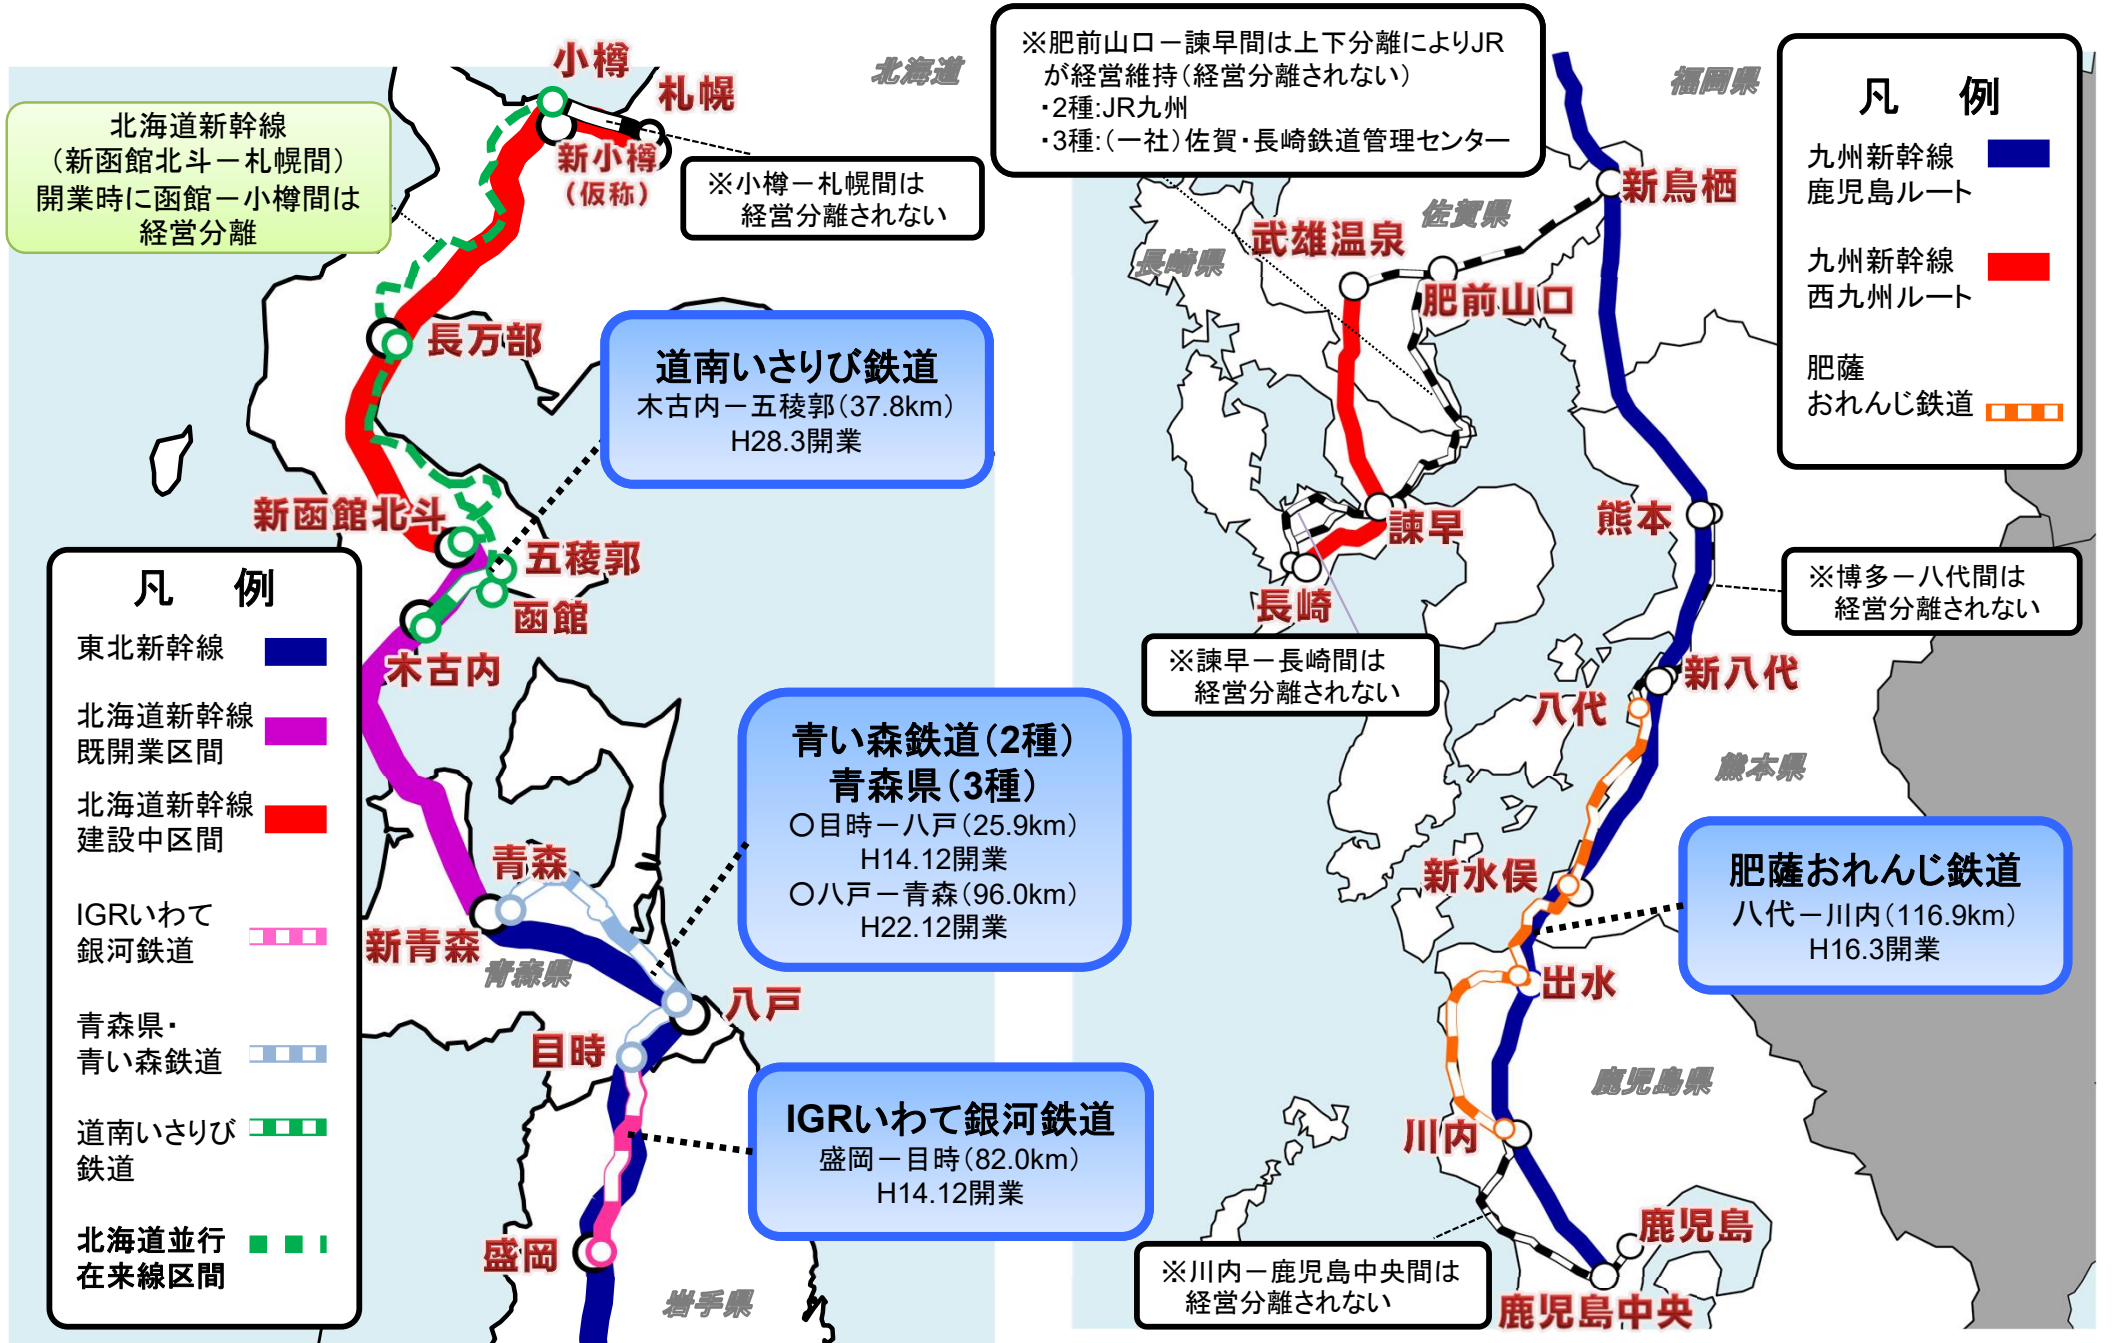 小樽
札幌
北海道
北海道新幹線
（新函館北斗－札幌間）
開業時に函館－小樽間は
経営分離
新小樽
（仮称）
※小樽－札幌間は
経営分離されない
長万部
道南いさりび鉄道
木古内－五稜郭（37.8km）
H28.3開業
新函館北斗
五稜郭
函館
木古内
凡 例
東北新幹線
北海道新幹線
既開業区間
北海道新幹線
建設中区間
IGRいわて
銀河鉄道
青森県・
青い森鉄道
道南いさりび
鉄道
北海道並行
在来線区間
青い森鉄道（2種）
青森県（3種）
〇目時－八戸（25.9km）
H14.12開業
〇八戸－青森（96.0km）
H22.12開業
青森
新青森
青森県
八戸
目時
IGRいわて銀河鉄道
盛岡－目時（82.0km）
H14.12開業
盛岡
岩手県
※肥前山口－諫早間は上下分離によりJR
が経営維持（経営分離されない）
・2種：JR九州
・3種：（一社）佐賀・長崎鉄道管理センター
福岡県
凡 例
九州新幹線
鹿児島ルート
九州新幹線
西九州ルート
肥薩
おれんじ鉄道
新鳥栖
佐賀県
武雄温泉
長崎県
肥前山口
熊本
諫早
※博多－八代間は
経営分離されない
長崎
※諫早－長崎間は
経営分離されない
新八代
八代
熊本県
新水俣
肥薩おれんじ鉄道
八代－川内（116.9km）
H16.3開業
出水
鹿児島県
川内
鹿児島
※川内－鹿児島中央間は
経営分離されない
鹿児島中央